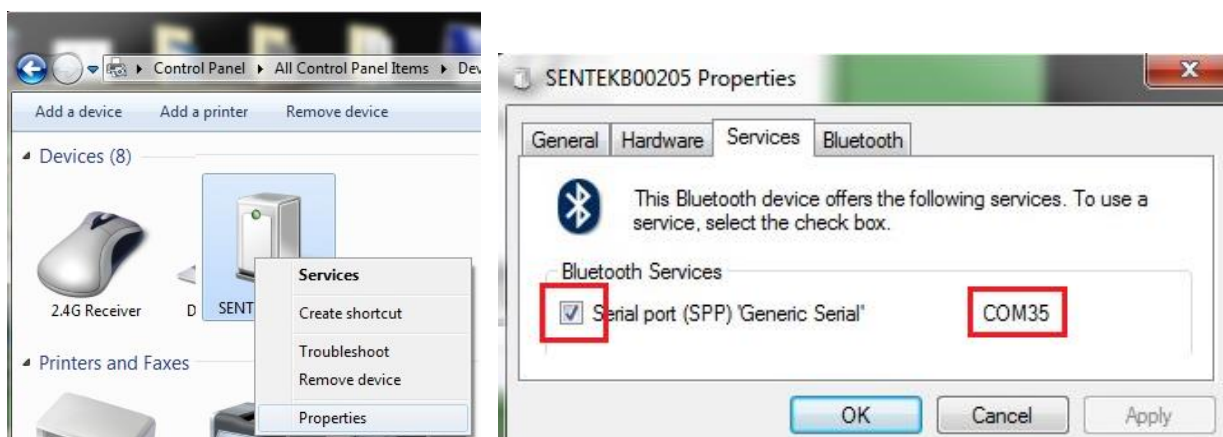 Control Panel ▸ All Control Panel Items ▸ Dev
Add a device Add a printer Remove device
Devices (8)
2.4G Receiver
D
SENT
Services
Create shortcut
Troubleshoot
Remove device
Properties
Printers and Faxes
SENTEKB00205 Properties
General Hardware Services Bluetooth
This Bluetooth device offers the following services. To use a
service, select the check box.
Bluetooth Services
Serial port (SPP) 'Generic Serial' COM35
OK Cancel Apply